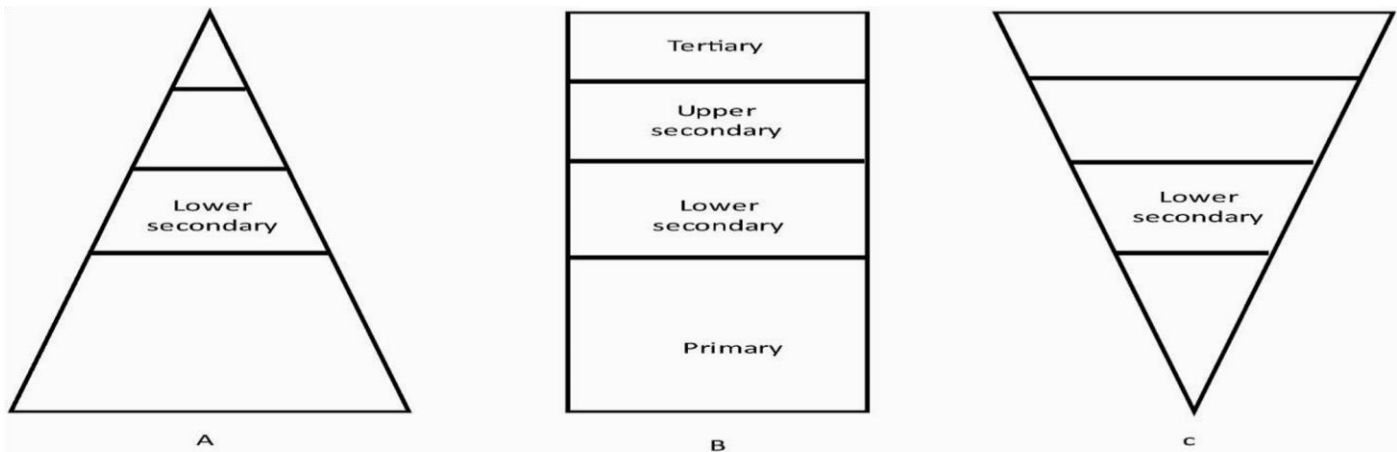 Lower
secondary
A
Tertiary
Upper
secondary
Lower
secondary
Primary
B
Lower
secondary
c